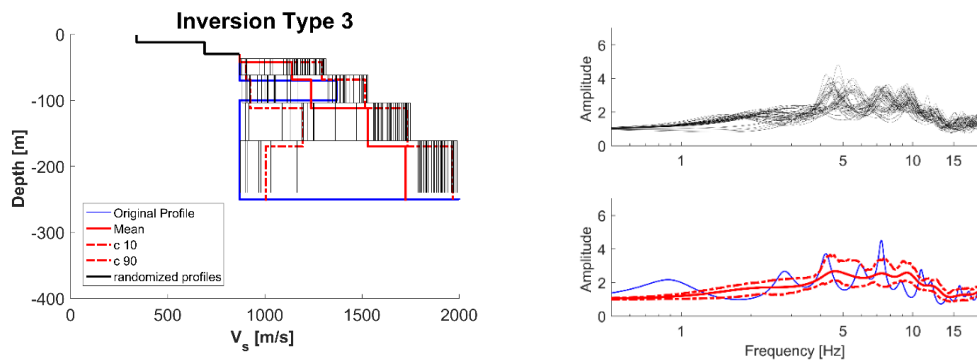 Inversion Type 3
Depth [m]
0
-100
-200
-300
-400
Original Profile
Mean
c 10
c 90
randomized profiles
0 500 1000 1500 2000
V_s [m/s]
Amplitude
6
4
2
0
1 5 10 15
Amplitude
6
4
2
0
1 5 10 15
Frequency [Hz]